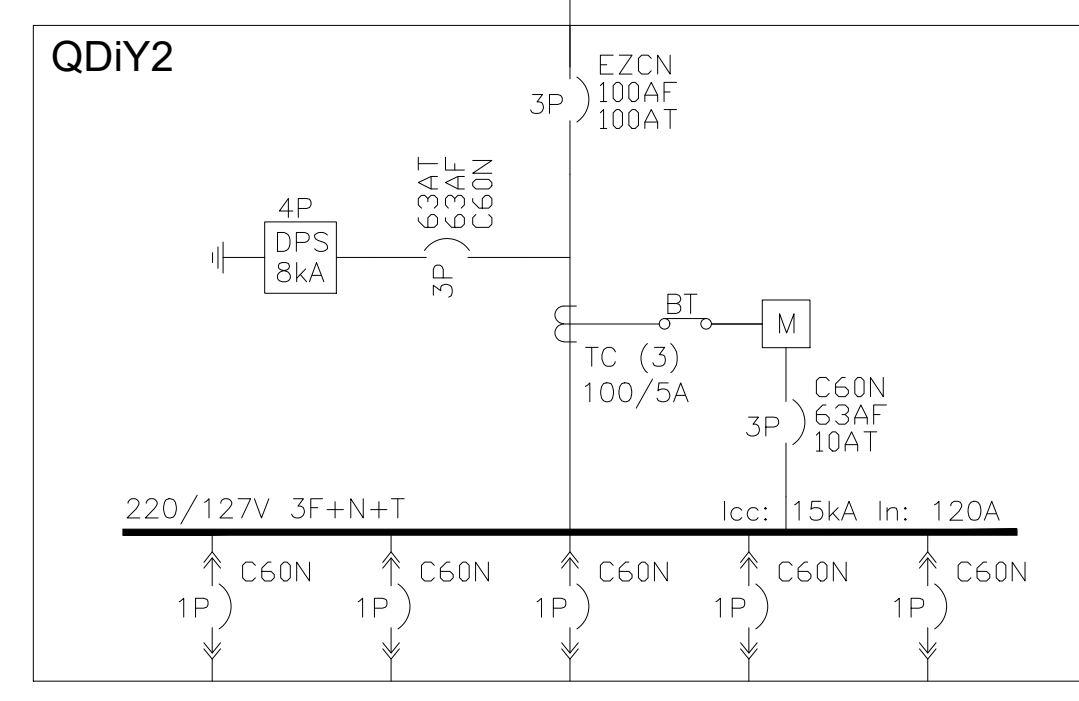 QDiY2
EZCN
100AF
100AT
3P
63AT
63AF
C60N
3P
4P
DPS
8kA
BT
M
TC (3)
100/5A
C60N
63AF
10AT
3P
220/127V 3F+N+T
Icc: 15kA In: 120A
C60N
1P
C60N
1P
C60N
1P
C60N
1P
C60N
1P